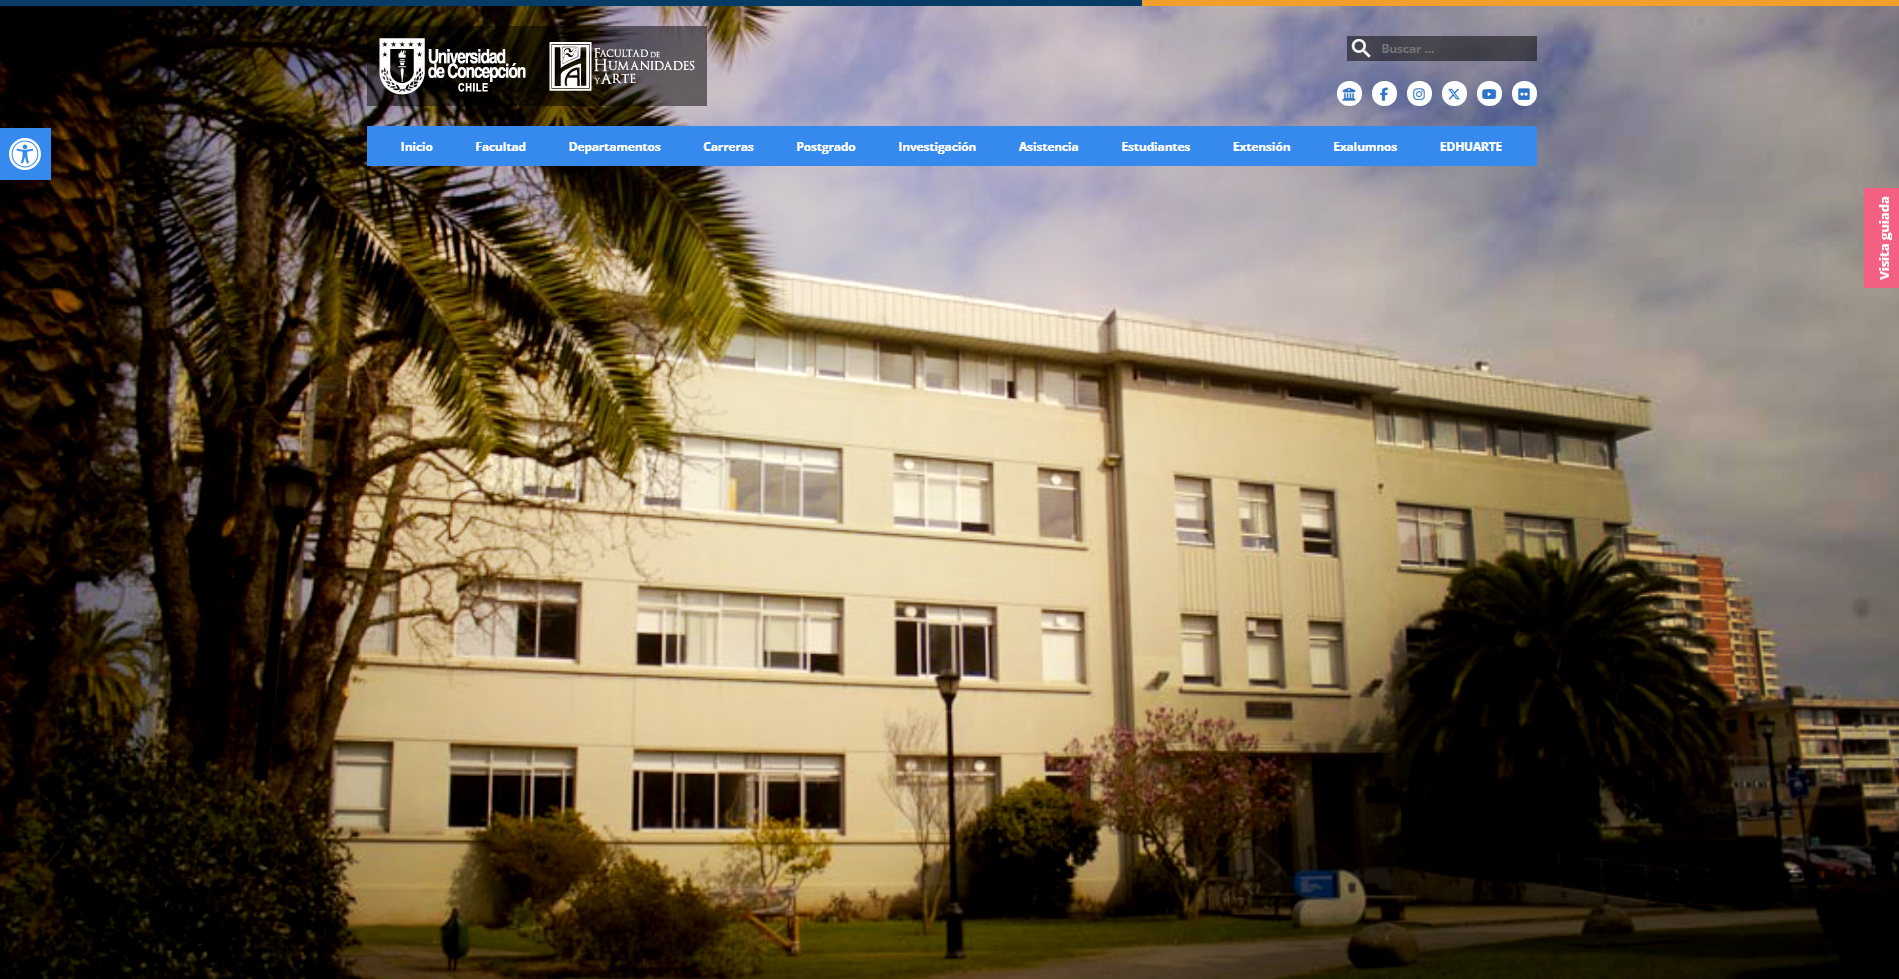 Universidad
de Concepción
CHILE
FACULTAD DE
HUMANIDADES
Y ARTE
Buscar ...
Inicio
Facultad
Departamentos
Carreras
Postgrado
Investigación
Asistencia
Estudiantes
Extensión
Exalumnos
EDHUARTE
Visita guiada